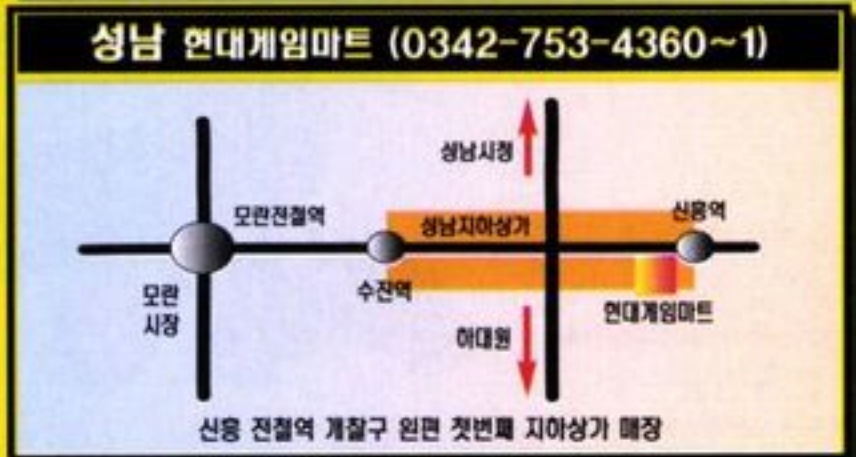 성남 현대게임마트 (0342-753-4360~1)
성남시청
모란전철역
성남지하상가
신흥역
모란
시장
수진역
현대게임마트
하대원
신흥 전철역 개찰구 왼편 첫번째 지하상가 매장